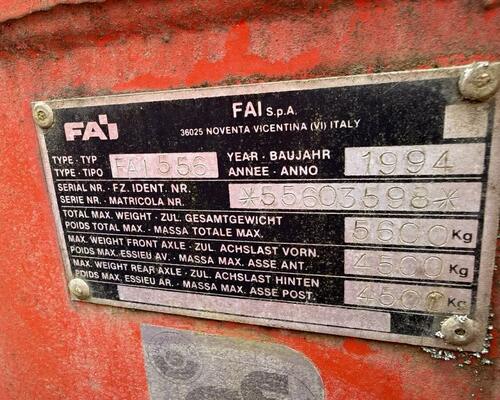 FAI
FAI S.p.A.
36025 NOVENTA VICENTINA (VI) ITALY
TYPE - TYP
TYPE - TIPO
FAI 556
YEAR - BAUJAHR
ANNEE - ANNO
1994
SERIAL NR. - FZ. IDENT. NR.
SERIE NR. - MATRICOLA NR.
*55603598*
TOTAL MAX. WEIGHT - ZUL. GESAMTGEWICHT
POIDS TOTAL MAX. - MASSA TOTALE MAX.
5600 Kg
MAX. WEIGHT FRONT AXLE - ZUL. ACHSLAST VORN.
POIDS MAX. ESSIEU AV. - MASSA MAX. ASSE ANT.
4500 Kg
MAX. WEIGHT REAR AXLE - ZUL. ACHSLAST HINTEN
POIDS MAX. ESSIEU AR. - MASSA MAX. ASSE POST.
4500 Kg